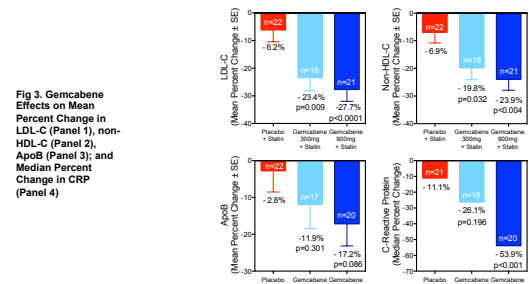 Fig 3. Gemcabene
Effects on Mean
Percent Change in
LDL-C (Panel 1), non-
HDL-C (Panel 2),
ApoB (Panel 3); and
Median Percent
Change in CRP
(Panel 4)
LDL-C
(Mean Percent Change ± SE)
0
-10
-20
-30
-40
n=22
- 6.2%
n=18
- 23.4%
p=0.009
n=21
-27.7%
p<0.0001
Placebo
+ Statin
Gemcabene
300mg
+ Statin
Gemcabene
900mg
+ Statin
Non-HDL-C
(Mean Percent Change ± SE)
0
-10
-20
-30
-40
n=22
- 6.9%
n=18
- 19.8%
p=0.032
n=21
-23.9%
p<0.004
Placebo
+ Statin
Gemcabene
300mg
+ Statin
Gemcabene
900mg
+ Statin
ApoB
(Mean Percent Change ± SE)
0
-10
-20
-30
n=22
- 2.8%
n=17
-11.9%
p=0.301
n=20
- 17.2%
p=0.086
Placebo
Gemcabene
Gemcabene
C-Reactive Protein
(Median Percent Change)
0
-10
-20
-30
-40
-50
-60
-70
n=21
- 11.1%
n=18
- 26.1%
p=0.196
n=20
-53.9%
p<0.001
Placebo
Gemcabene
Gemcabene